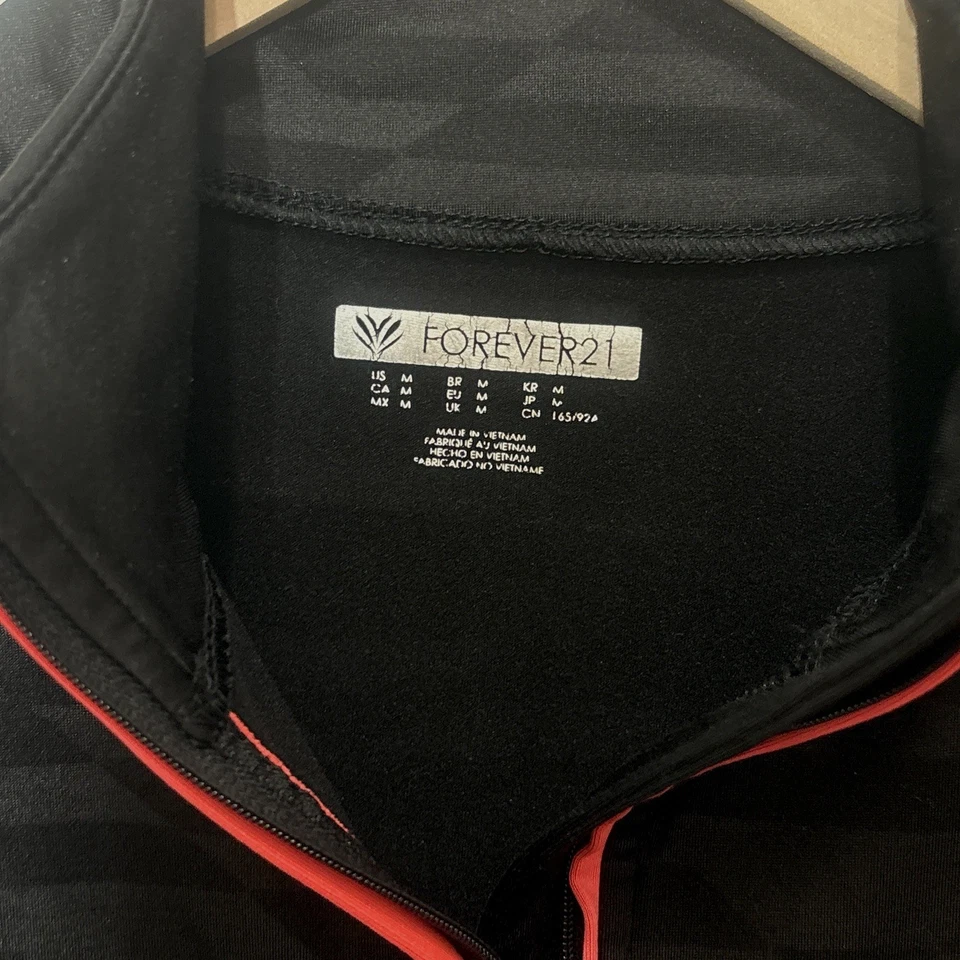 FOREVER21
US M BR M KR M
CA M EU M JP M
MX M UK M CN 165/92A
MADE IN VIETNAM
FABRIQUÉ AU VIETNAM
HECHO EN VIETNAM
FABRICADO NO VIETNAME